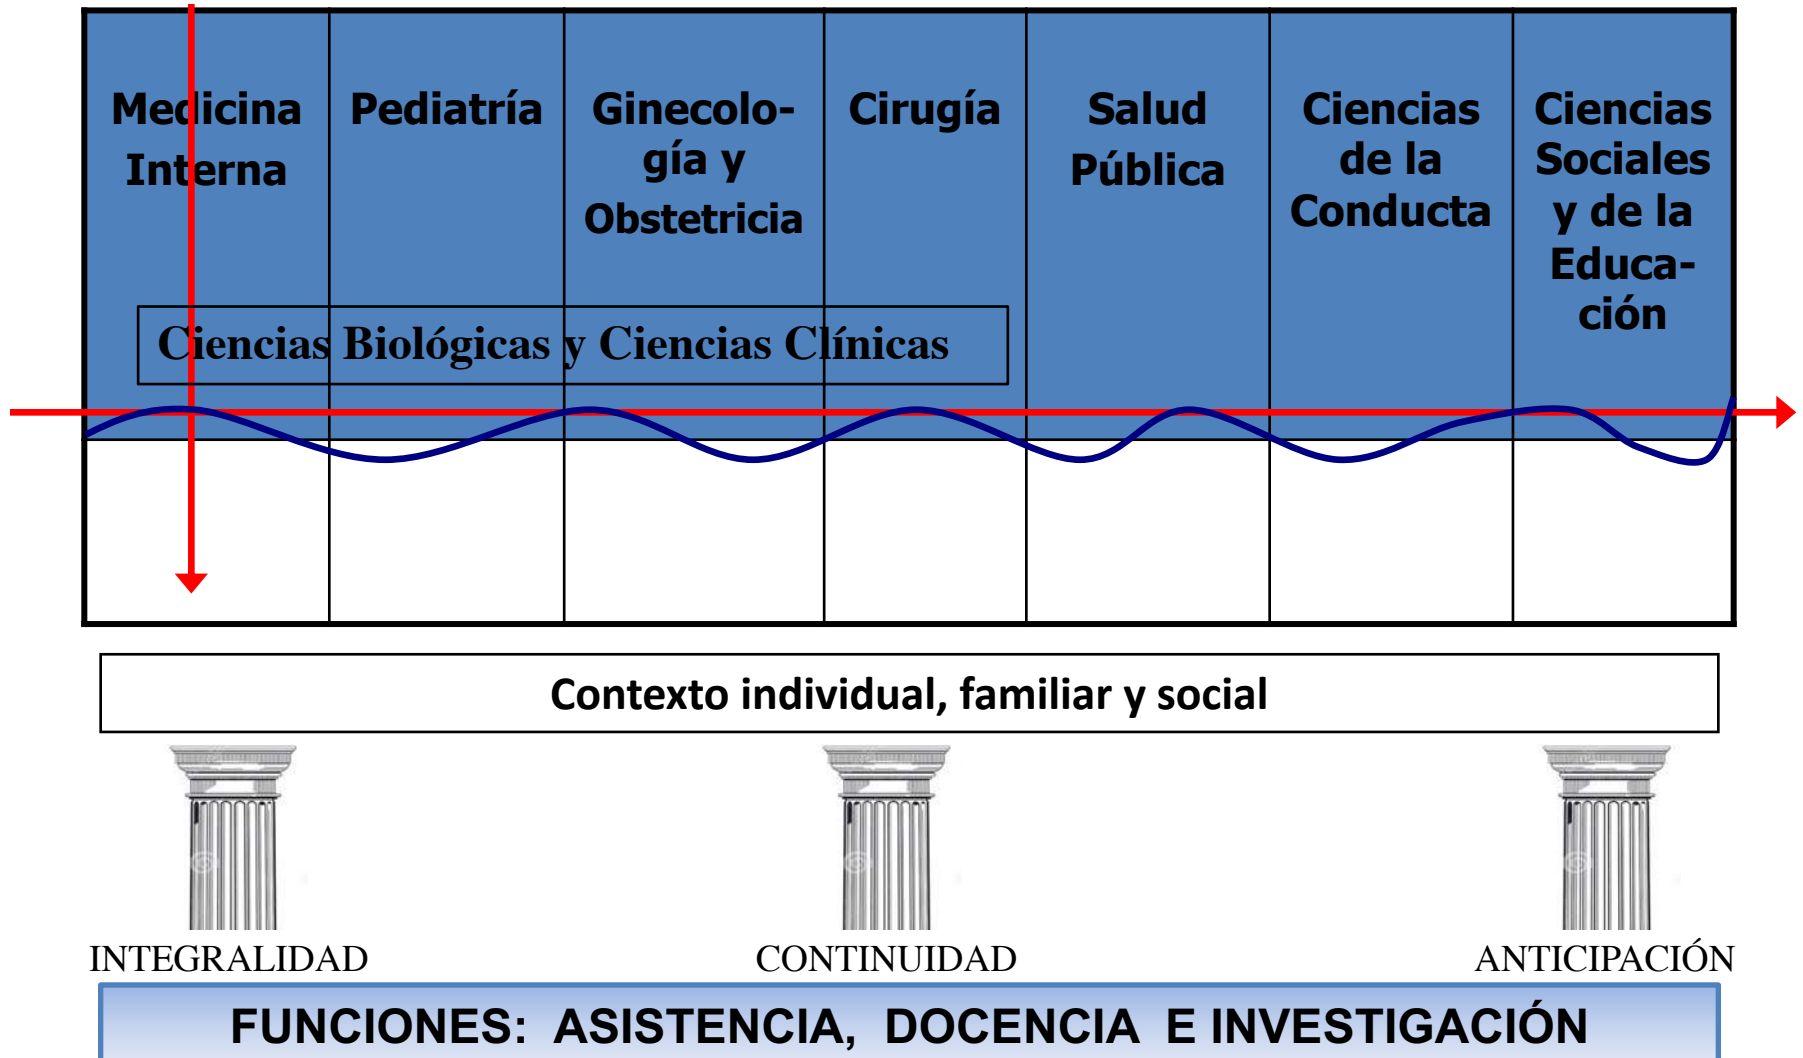 Medicina
Interna
Pediatría
Ginecolo-
gía y
Obstetricia
Cirugía
Salud
Pública
Ciencias
de la
Conducta
Ciencias
Sociales
y de la
Educa-
ción
Ciencias Biológicas y Ciencias Clínicas
Contexto individual, familiar y social
INTEGRALIDAD
CONTINUIDAD
ANTICIPACIÓN
FUNCIONES: ASISTENCIA, DOCENCIA E INVESTIGACIÓN